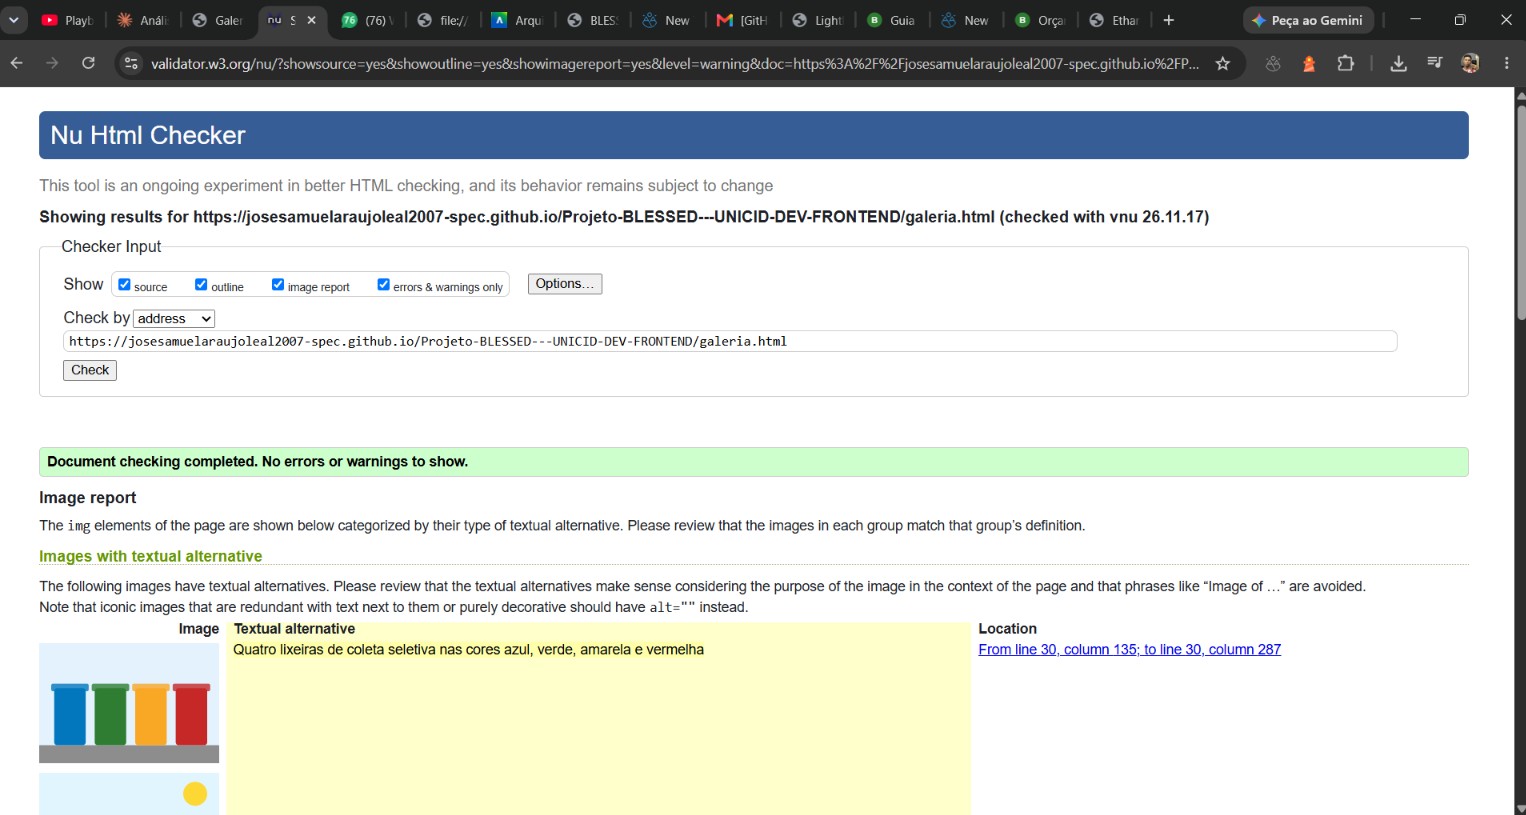 Playb
Anális
Galer
nu S
76 (76) V
file://
Arqui
BLES
New
[GitH
Light
B Guia
New
B Orça
Ethar
Peça ao Gemini
validator.w3.org/nu/?showsource=yes&showoutline=yes&showimagereport=yes&level=warning&doc=https%3A%2F%2Fjosesamuelaraujoleal2007-spec.github.io%2FP...
Nu Html Checker
This tool is an ongoing experiment in better HTML checking, and its behavior remains subject to change
Showing results for https://josesamuelaraujoleal2007-spec.github.io/Projeto-BLESSED---UNICID-DEV-FRONTEND/galeria.html (checked with vnu 26.11.17)
Checker Input
Show source outline image report errors & warnings only Options...
Check by address
https://josesamuelaraujoleal2007-spec.github.io/Projeto-BLESSED---UNICID-DEV-FRONTEND/galeria.html
Check
Document checking completed. No errors or warnings to show.
Image report
The img elements of the page are shown below categorized by their type of textual alternative. Please review that the images in each group match that group’s definition.
Images with textual alternative
The following images have textual alternatives. Please review that the textual alternatives make sense considering the purpose of the image in the context of the page and that phrases like “Image of …” are avoided.
Note that iconic images that are redundant with text next to them or purely decorative should have alt="" instead.
Image Textual alternative Location
Quatro lixeiras de coleta seletiva nas cores azul, verde, amarela e vermelha From line 30, column 135; to line 30, column 287